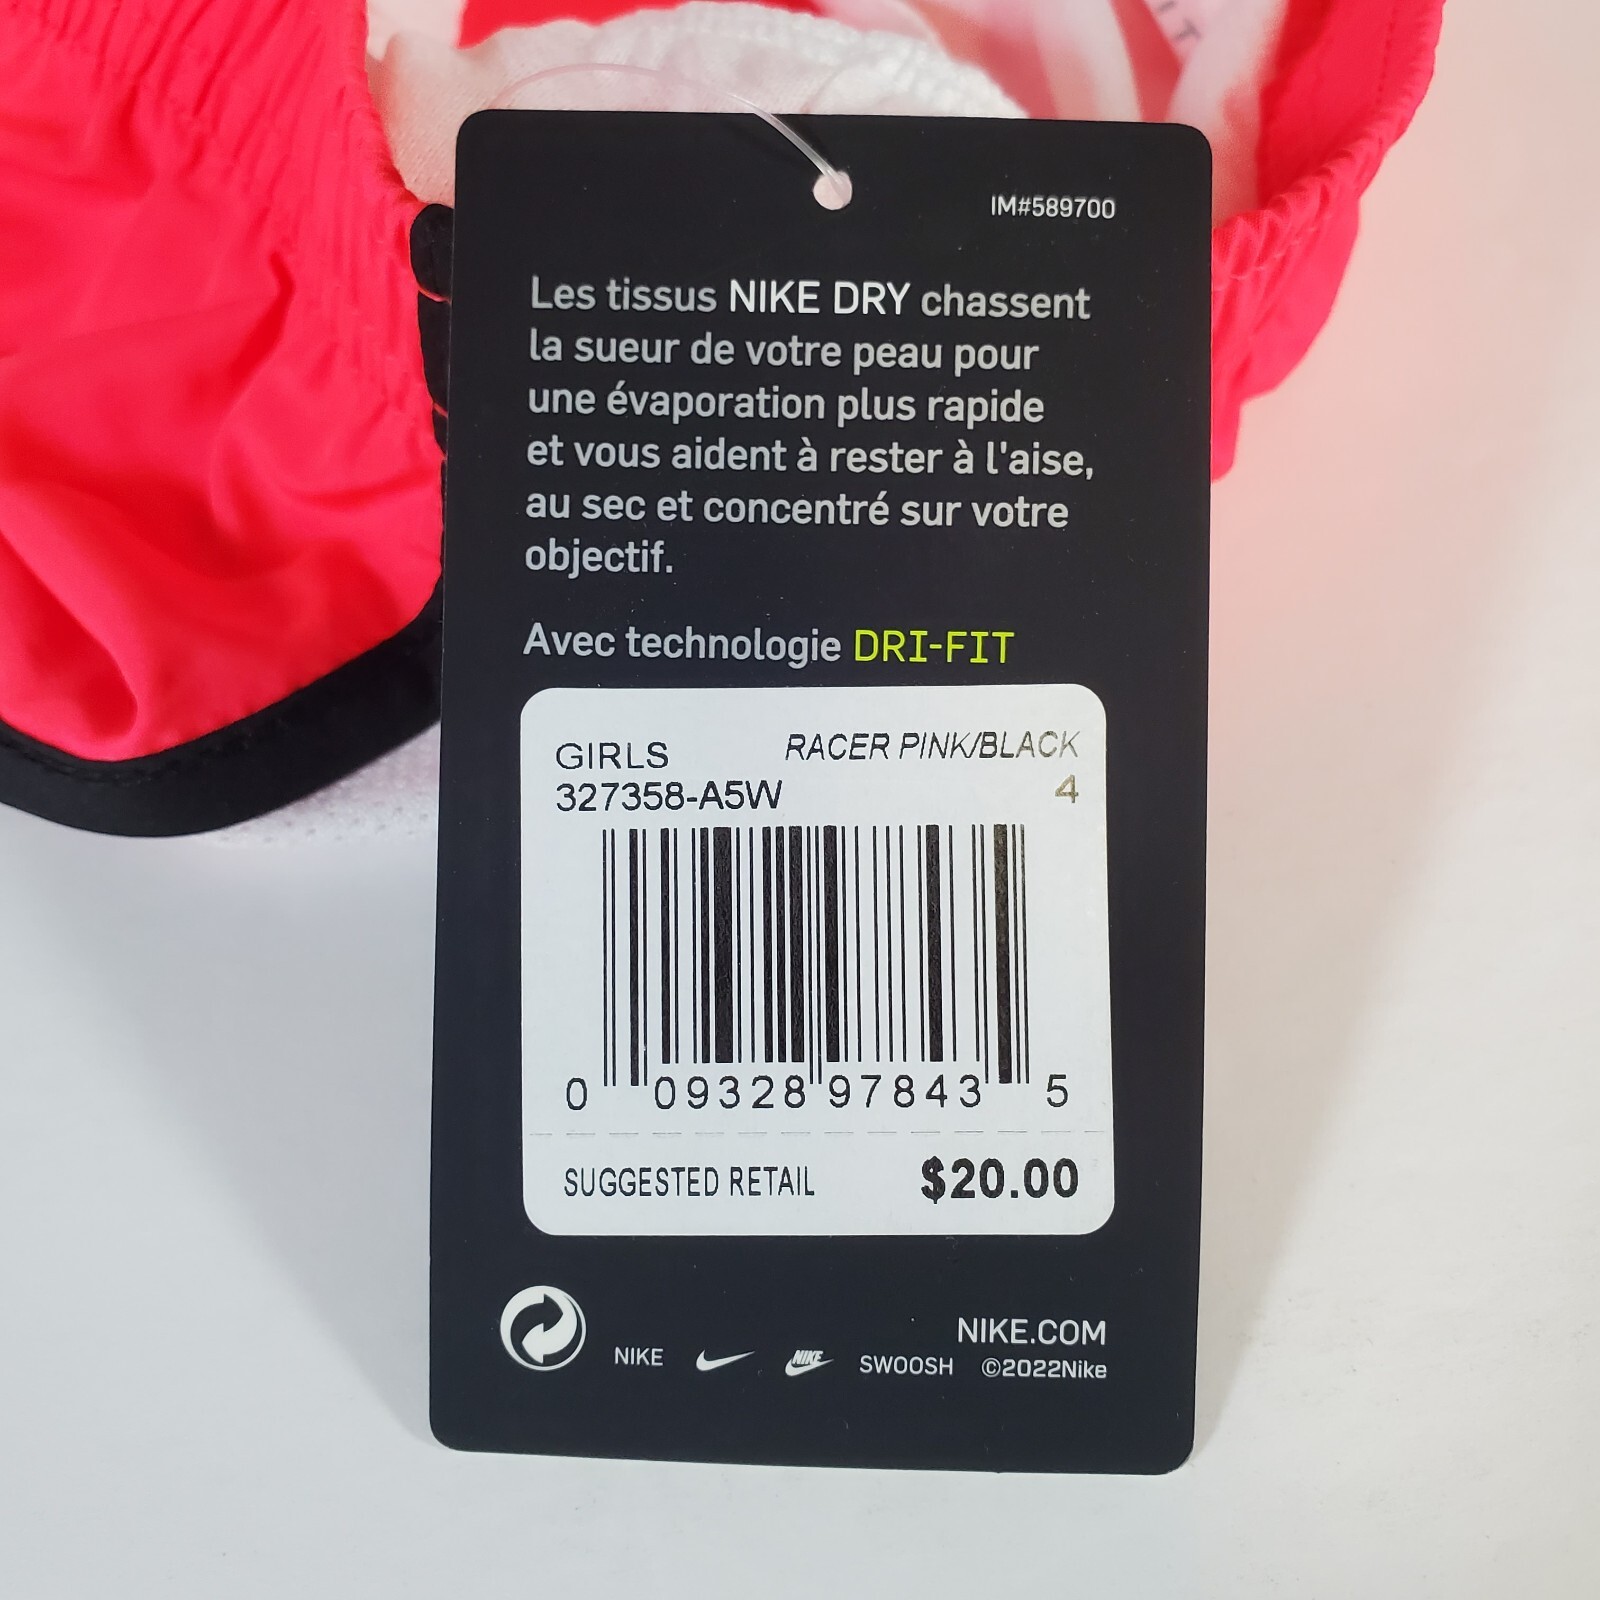 IM#589700
Les tissus NIKE DRY chassent
la sueur de votre peau pour
une évaporation plus rapide
et vous aident à rester à l'aise,
au sec et concentré sur votre
objectif.
Avec technologie DRI-FIT
GIRLS RACER PINK/BLACK
327358-A5W 4
0 09328 97843 5
SUGGESTED RETAIL $20.00
NIKE.COM
NIKE NIKE SWOOSH ©2022Nike